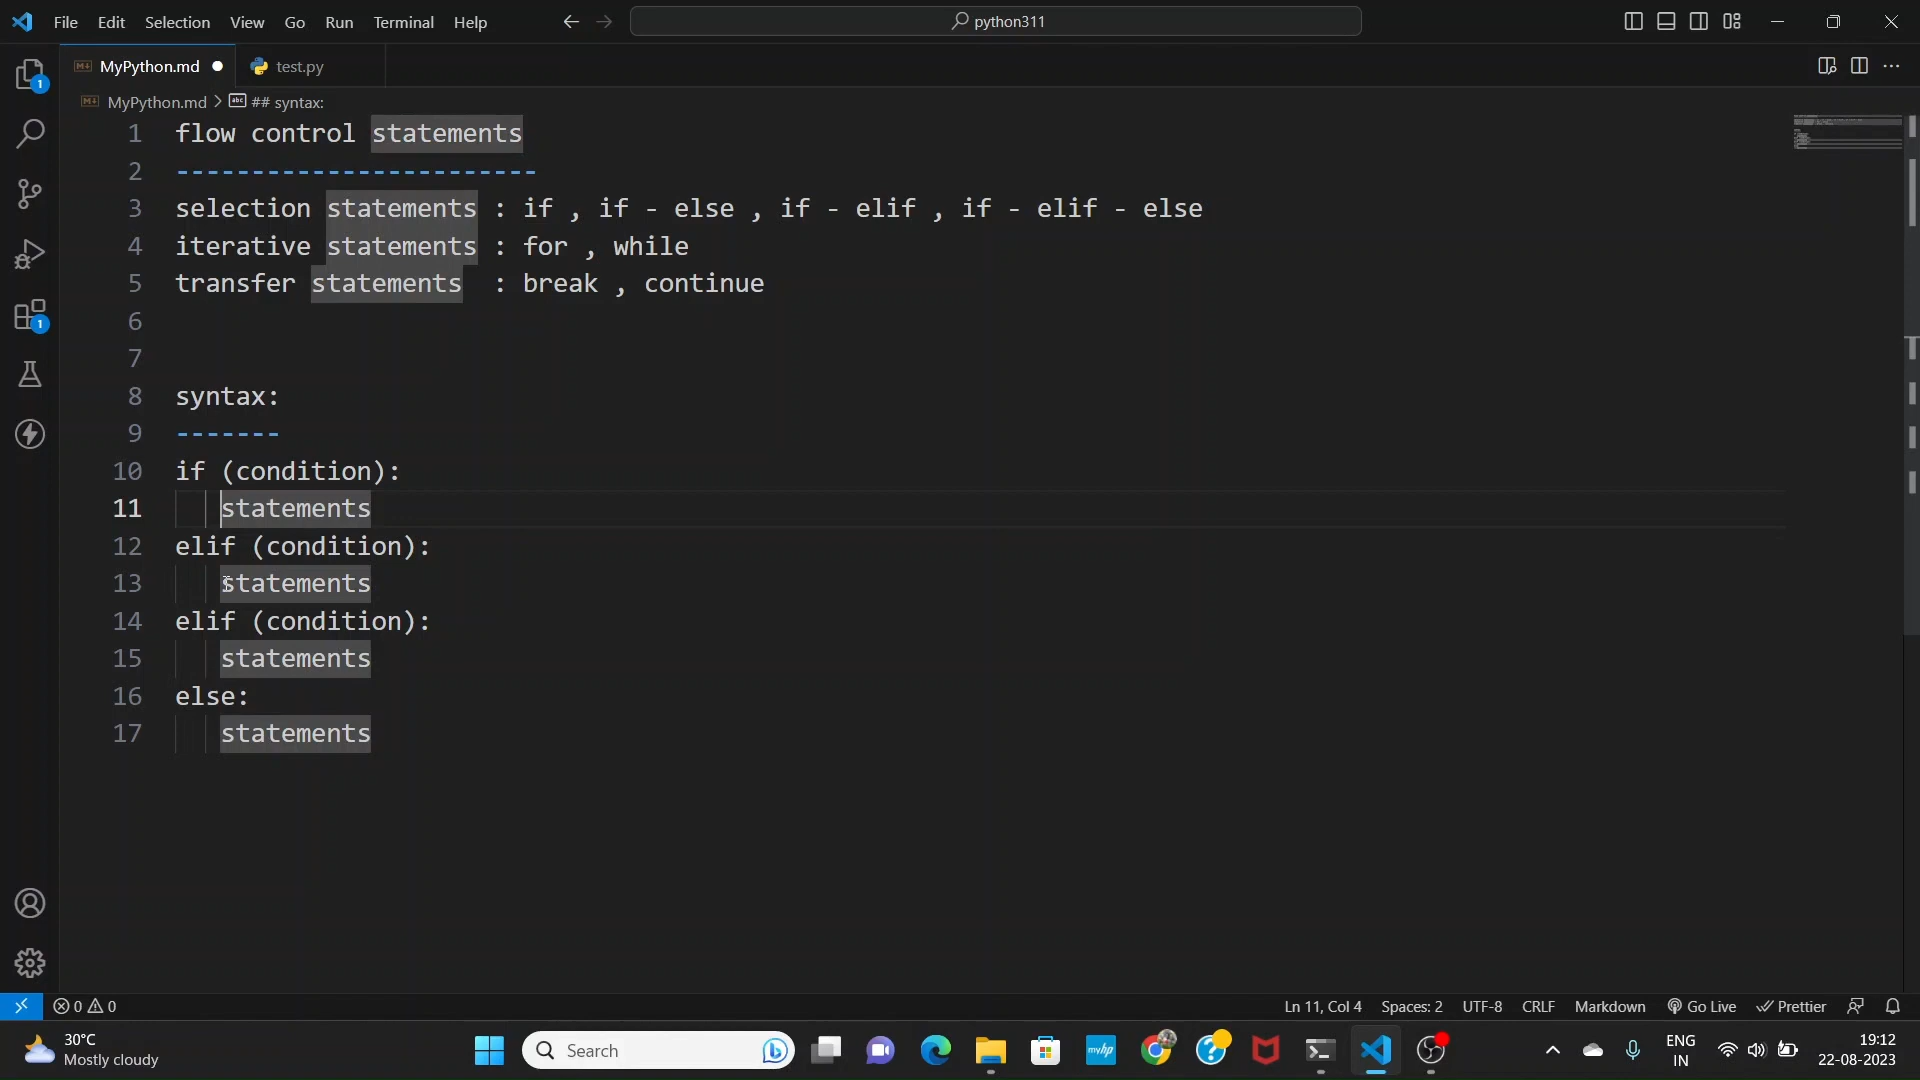 File Edit Selection View Go Run Terminal Help python311
MyPython.md test.py
MyPython.md > ## syntax:
1 flow control statements
2 ------------------------
3 selection statements : if , if - else , if - elif , if - elif - else
4 iterative statements : for , while
5 transfer statements  : break , continue
6
7
8 syntax:
9 -------
10 if (condition):
11 statements
12 elif (condition):
13 statements
14 elif (condition):
15 statements
16 else:
17 statements
1
1
0 0 Ln 11, Col 4 Spaces: 2 UTF-8 CRLF Markdown Go Live Prettier
30°C
Mostly cloudy
Search
myhp
ENG
IN
19:12
22-08-2023